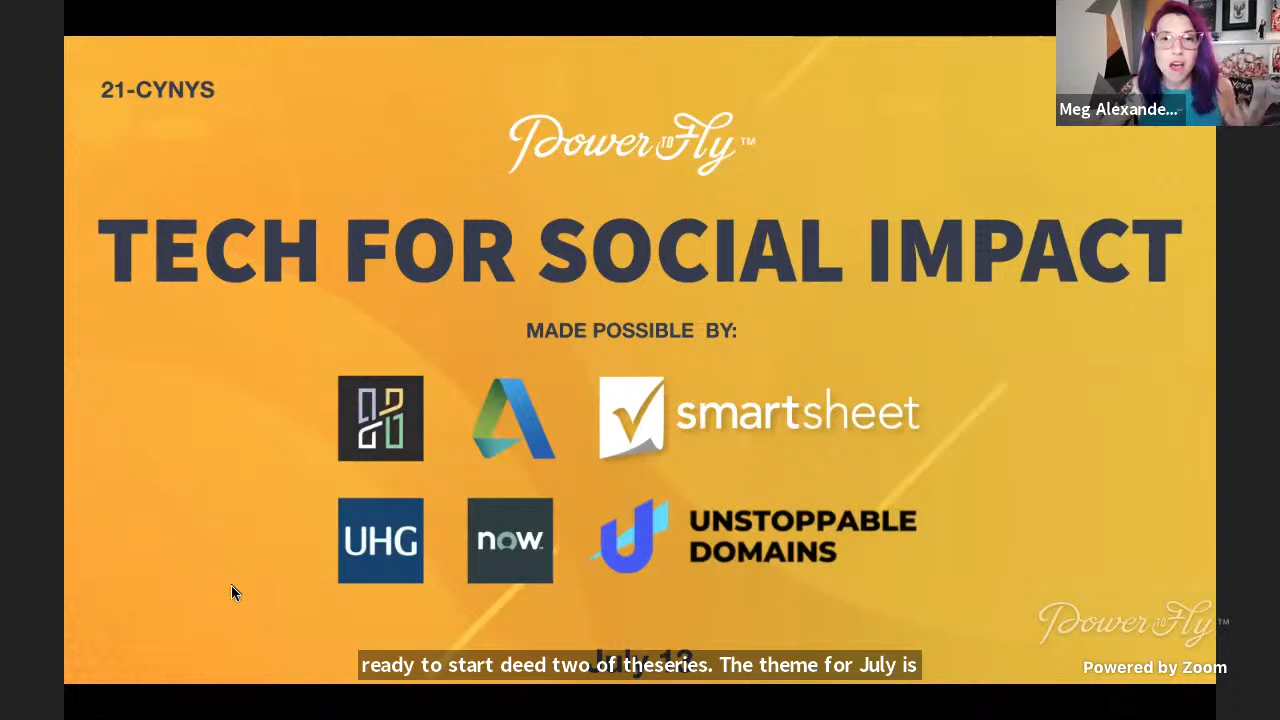 21-CYNYS
Meg Alexande...
Power TO Fly™
TECH FOR SOCIAL IMPACT
MADE POSSIBLE BY:
smartsheet
UHG
now
UNSTOPPABLE
DOMAINS
Power TO Fly™
ready to start deed two of theseries. The theme for July is
Powered by Zoom